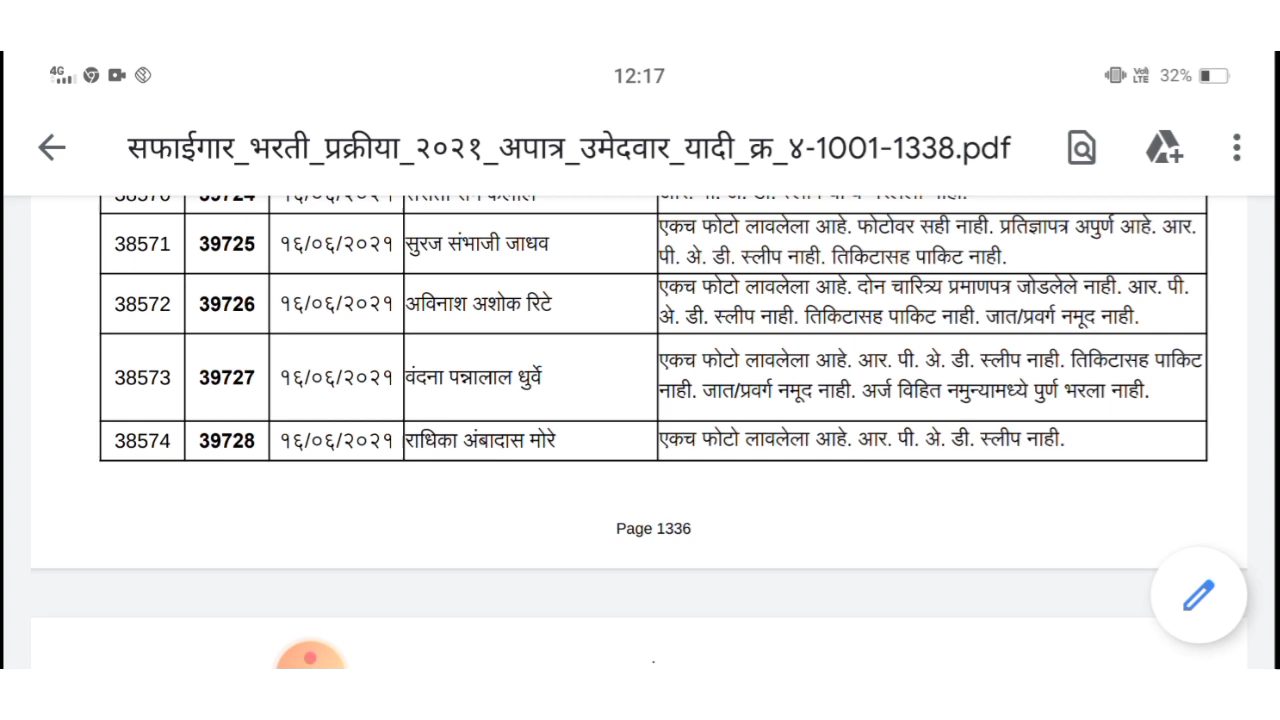 4G 12:17 VoLTE 32%
सफाईगार_भरती_प्रक्रीया_२०२१_अपात्र_उमेदवार_यादी_क्र_४-1001-1338.pdf
38571 39725 १६/०६/२०२१ सुरज संभाजी जाधव एकच फोटो लावलेला आहे. फोटोवर सही नाही. प्रतिज्ञापत्र अपुर्ण आहे. आर.
पी. अे. डी. स्लीप नाही. तिकिटासह पाकिट नाही.
38572 39726 १६/०६/२०२१ अविनाश अशोक रिटे एकच फोटो लावलेला आहे. दोन चारित्र्य प्रमाणपत्र जोडलेले नाही. आर. पी.
अे. डी. स्लीप नाही. तिकिटासह पाकिट नाही. जात/प्रवर्ग नमूद नाही.
38573 39727 १६/०६/२०२१ वंदना पन्नालाल धुर्वे एकच फोटो लावलेला आहे. आर. पी. अे. डी. स्लीप नाही. तिकिटासह पाकिट
नाही. जात/प्रवर्ग नमूद नाही. अर्ज विहित नमुन्यामध्ये पुर्ण भरला नाही.
38574 39728 १६/०६/२०२१ राधिका अंबादास मोरे एकच फोटो लावलेला आहे. आर. पी. अे. डी. स्लीप नाही.
Page 1336